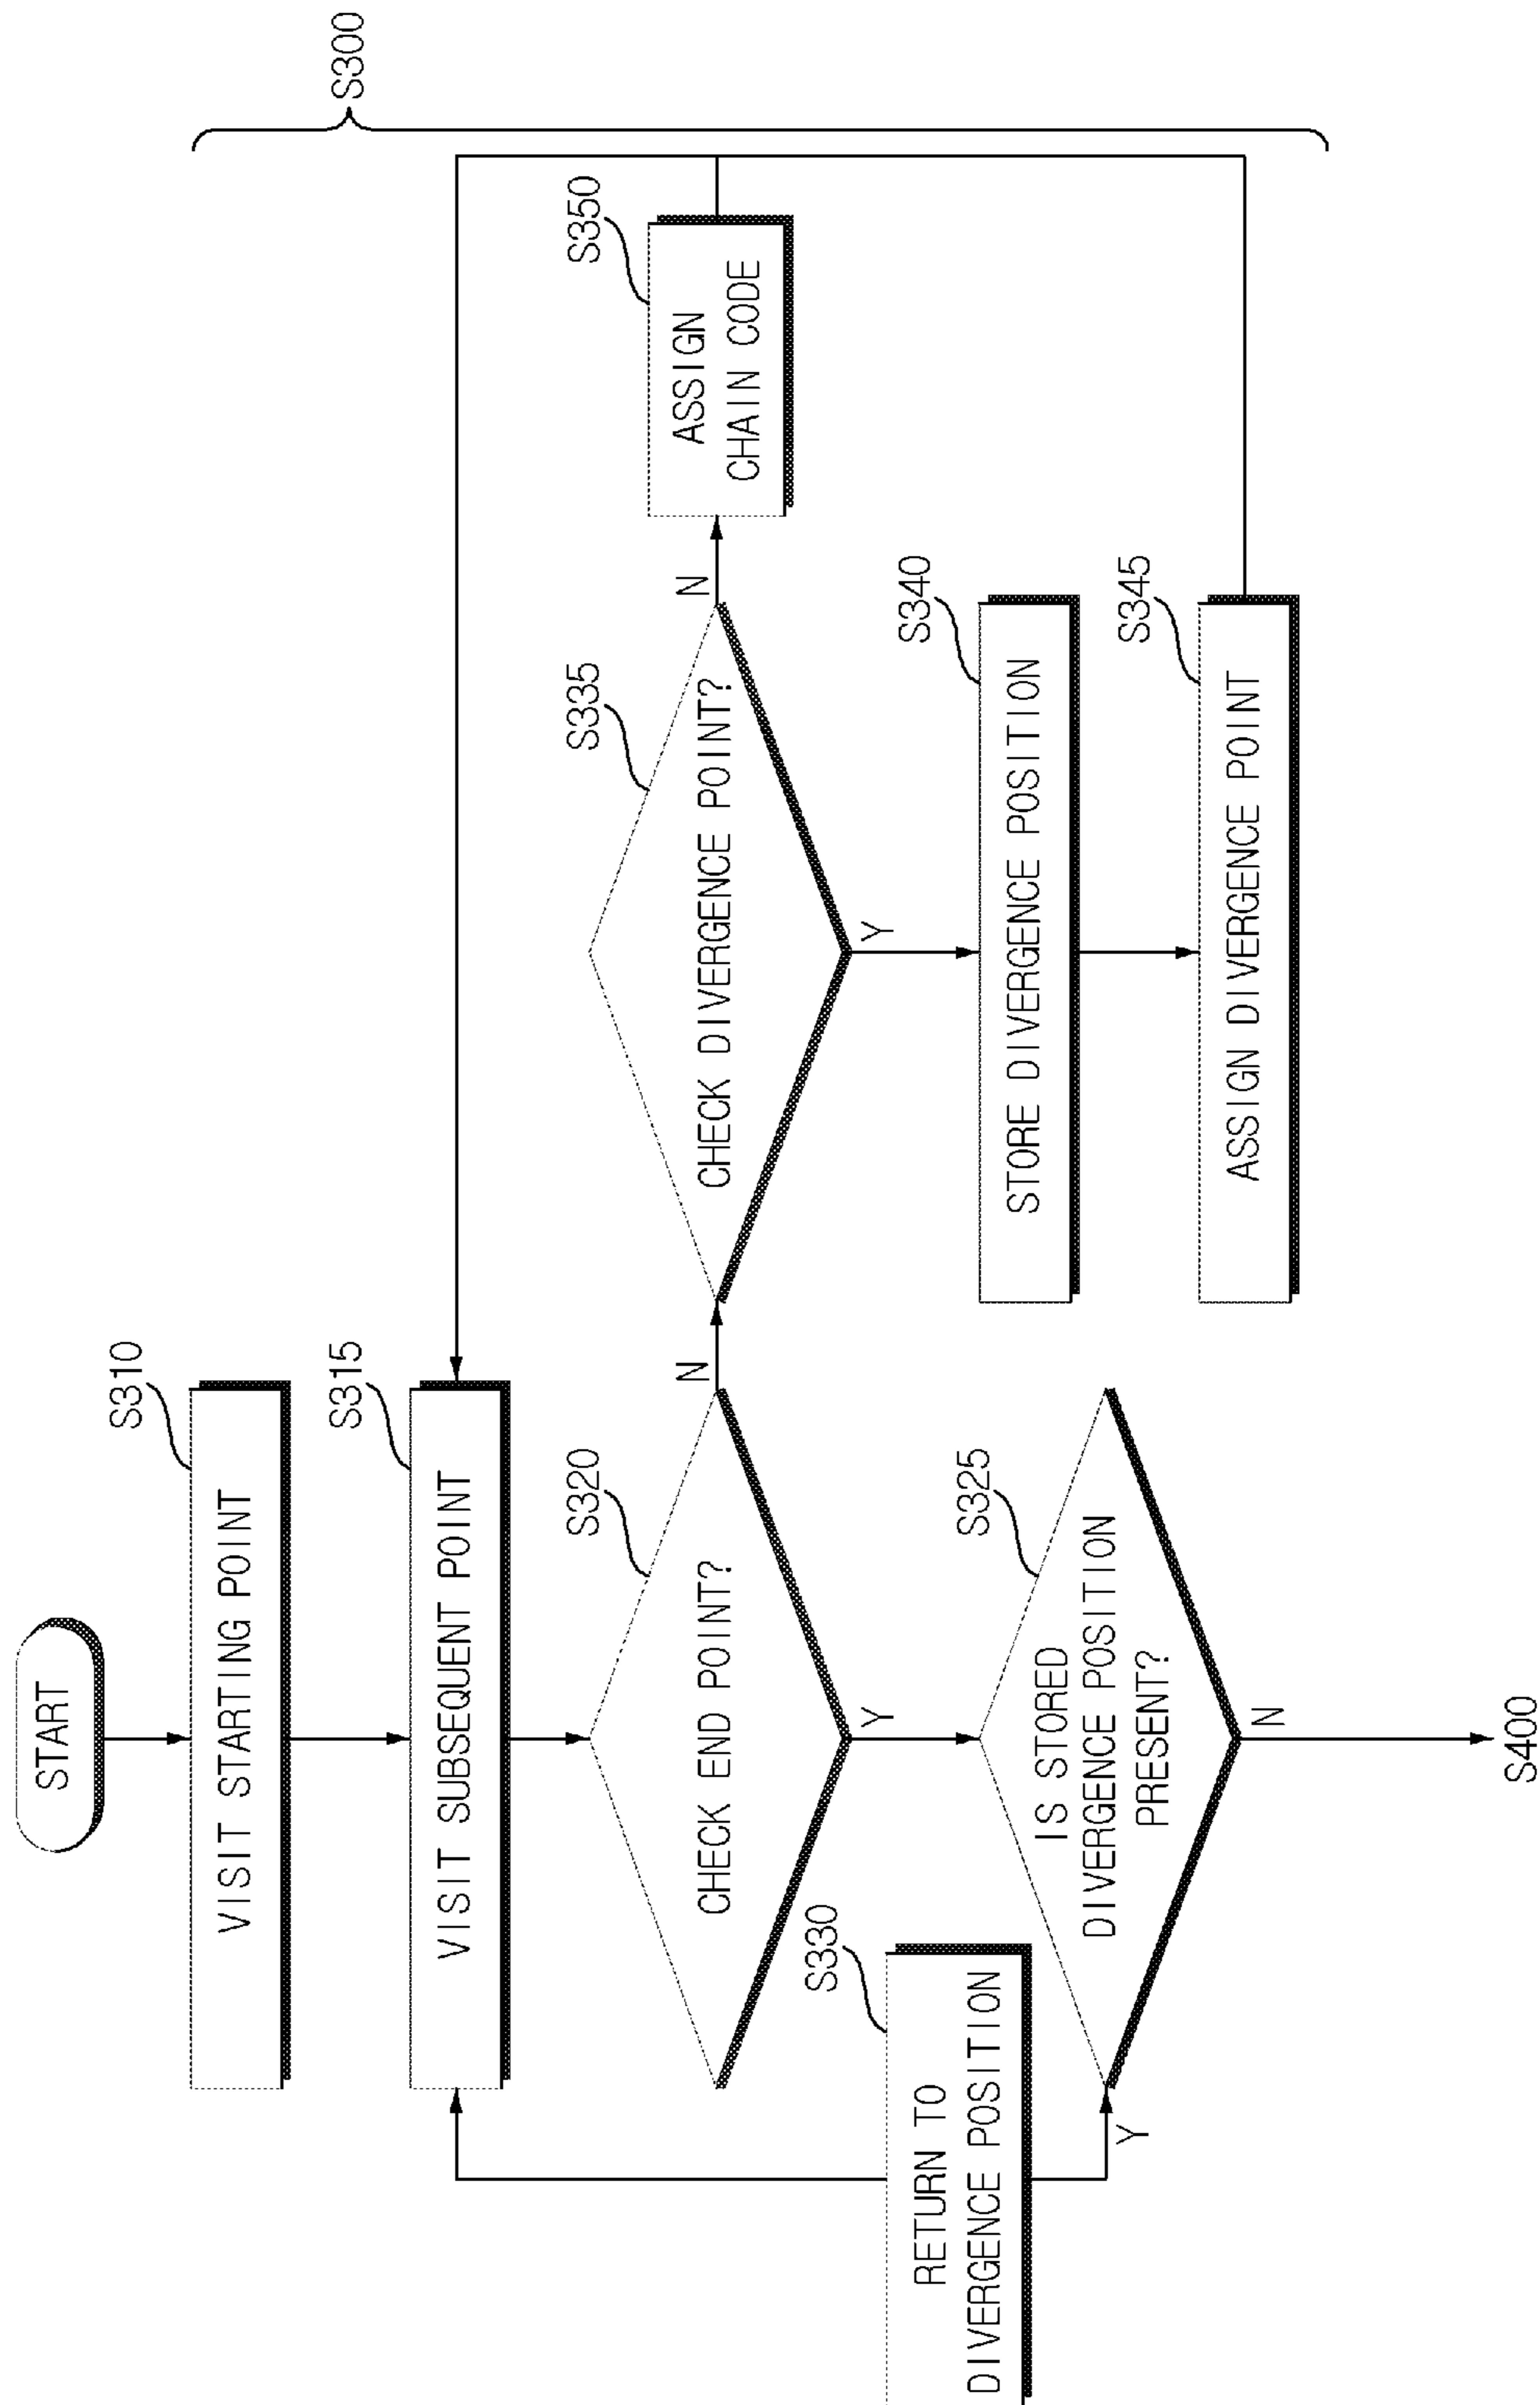 START
S310
VISIT STARTING POINT
S315
VISIT SUBSEQUENT POINT
S300
S320
CHECK END POINT?
N
S335
CHECK DIVERGENCE POINT?
N
S350
ASSIGN
CHAIN CODE
Y
Y
S330
RETURN TO
DIVERGENCE POSITION
S325
IS STORED
DIVERGENCE POSITION
PRESENT?
S340
STORE DIVERGENCE POSITION
Y
N
S345
ASSIGN DIVERGENCE POINT
S400